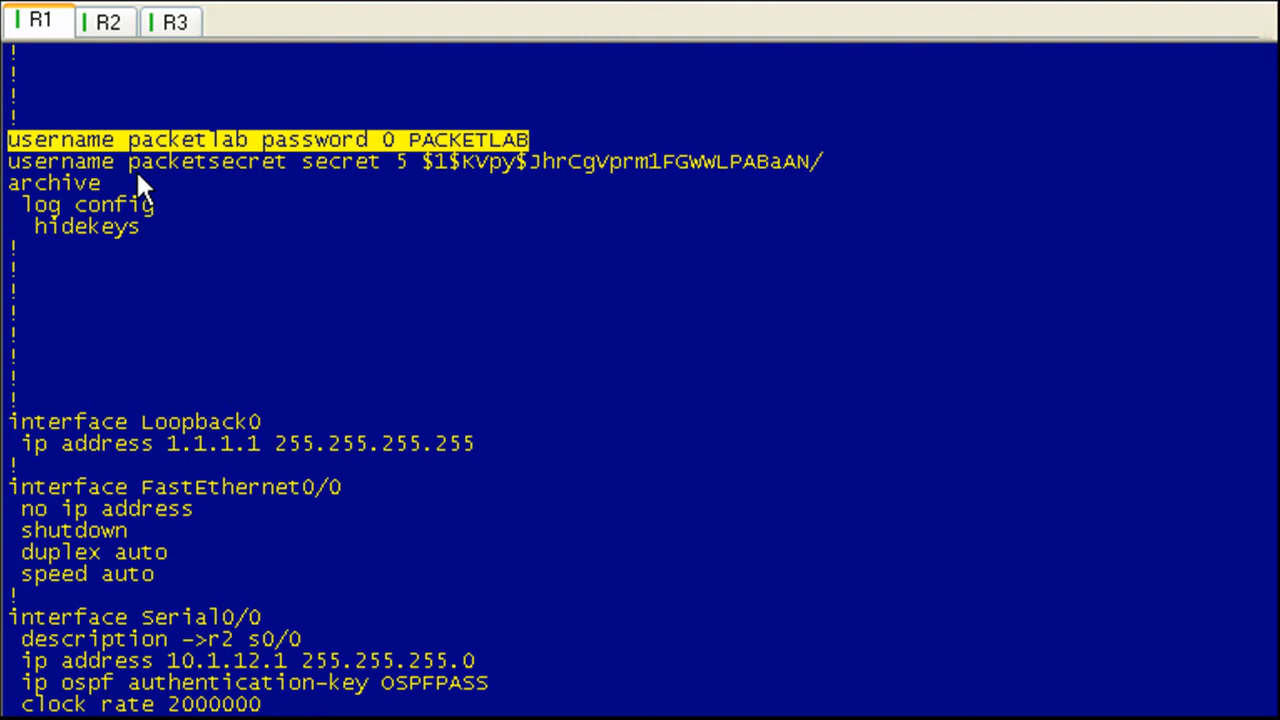 R1 R2 R3
!
!
!
!
username packetlab password 0 PACKETLAB
username packetsecret secret 5 $1$KVpy$JhrCgVprm1FGWWLPABaAN/
archive
 log config
  hidekeys
!
!
!
!
!
!
!
!
interface Loopback0
 ip address 1.1.1.1 255.255.255.255
!
interface FastEthernet0/0
 no ip address
 shutdown
 duplex auto
 speed auto
!
interface Serial0/0
 description ->r2 s0/0
 ip address 10.1.12.1 255.255.255.0
 ip ospf authentication-key OSPFPASS
 clock rate 2000000